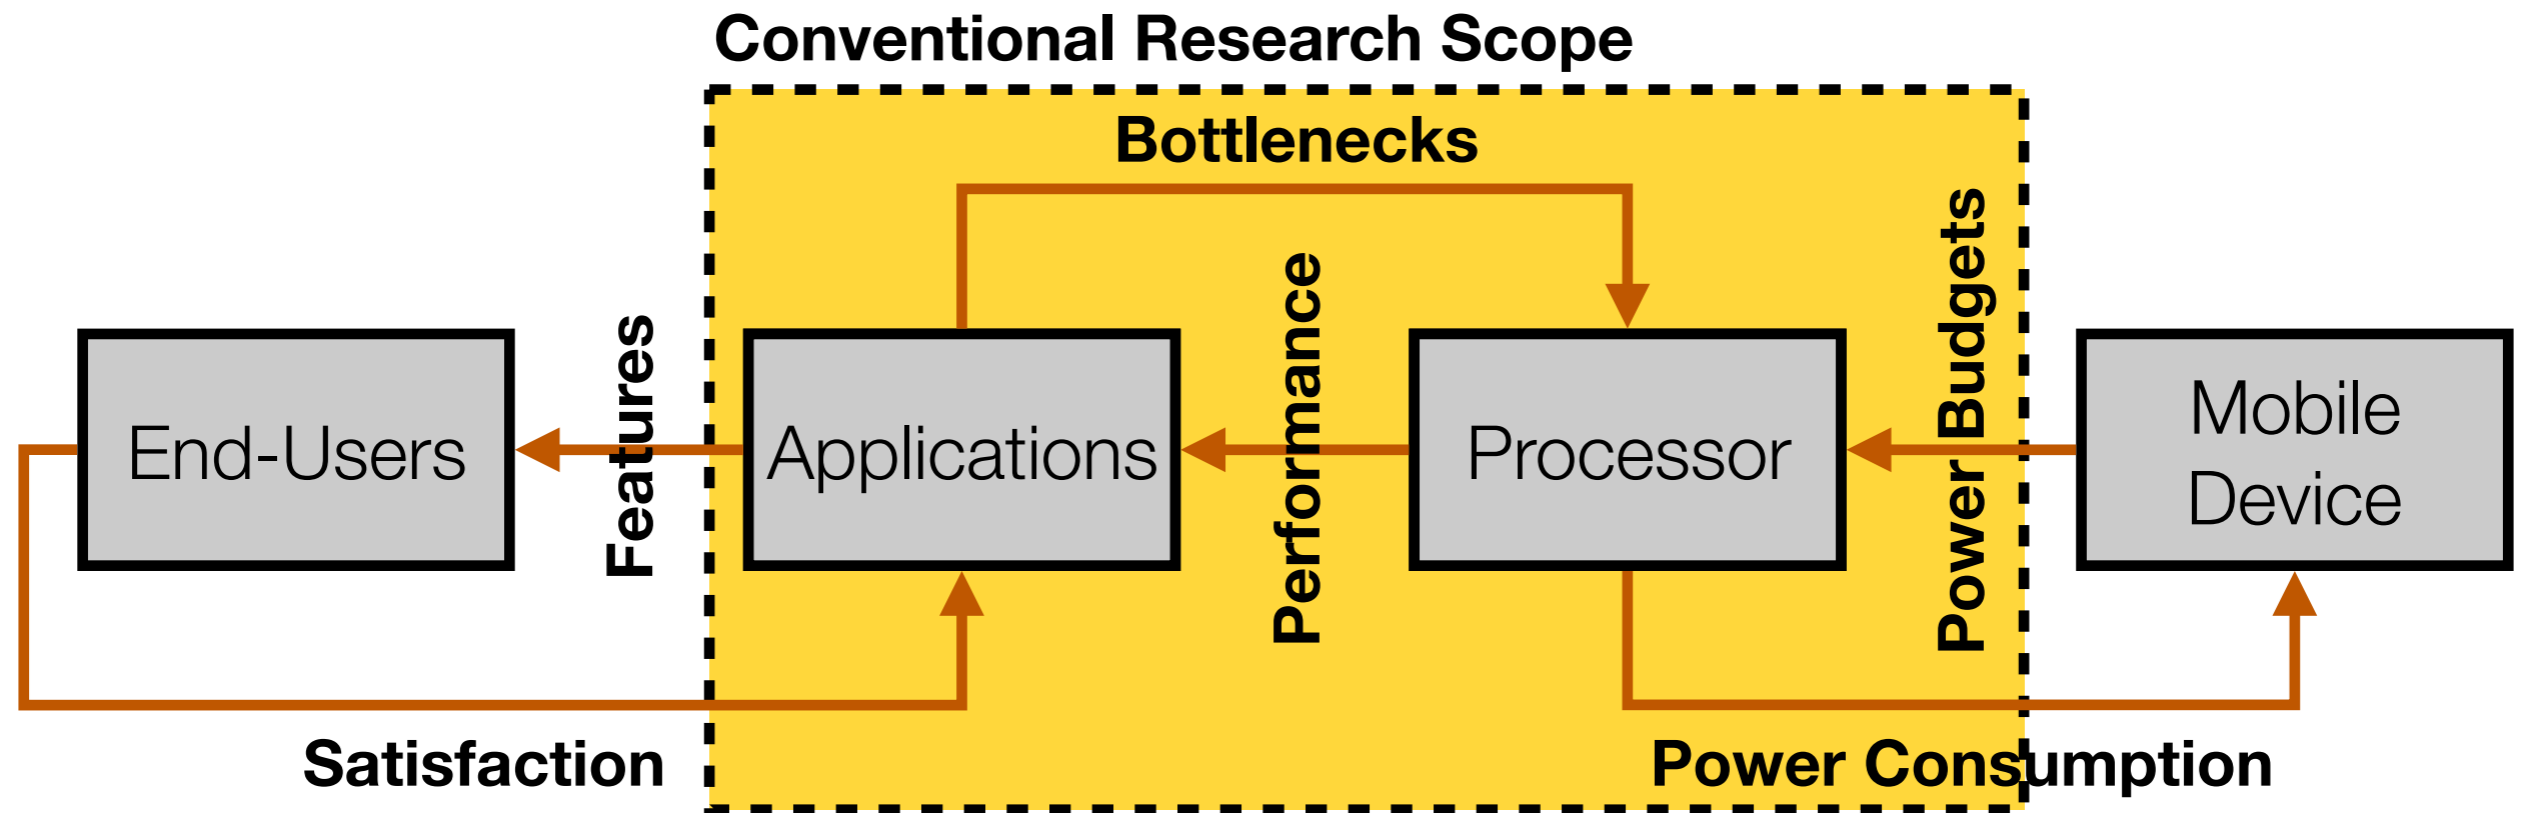 Conventional Research Scope
Bottlenecks
End-Users
Features
Applications
Performance
Processor
Power Budgets
Mobile
Device
Satisfaction
Power Consumption